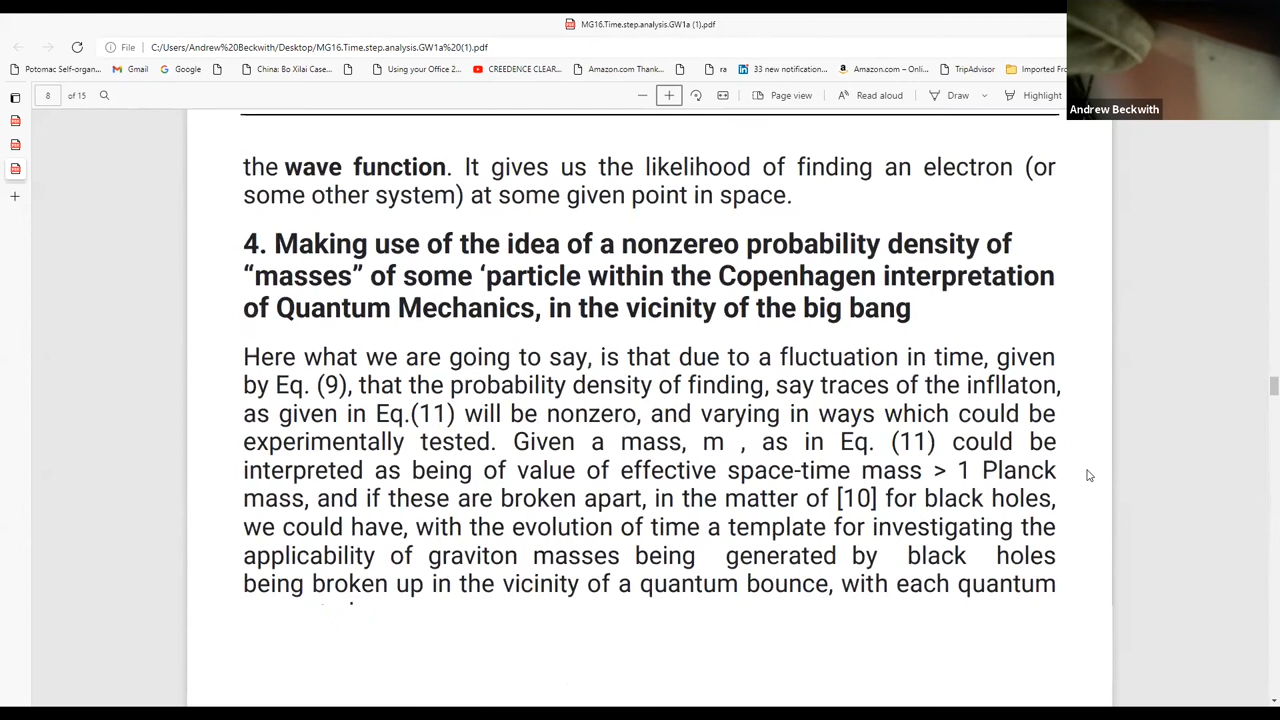 MG16.Time.step.analysis.GW1a (1).pdf
File C:/Users/Andrew%20Beckwith/Desktop/MG16.Time.step.analysis.GW1a%20(1).pdf
Potomac Self-organ... Gmail Google China: Bo Xilai Case... Using your Office 2... CREEDENCE CLEAR... Amazon.com Thank... ra 33 new notification... Amazon.com – Onli... TripAdvisor Imported Fro
8 of 15 Page view Read aloud Draw Highlight
Andrew Beckwith
the wave function. It gives us the likelihood of finding an electron (or
some other system) at some given point in space.
4. Making use of the idea of a nonzereo probability density of
“masses” of some ‘particle within the Copenhagen interpretation
of Quantum Mechanics, in the vicinity of the big bang
Here what we are going to say, is that due to a fluctuation in time, given
by Eq. (9), that the probability density of finding, say traces of the infllaton,
as given in Eq.(11) will be nonzero, and varying in ways which could be
experimentally tested. Given a mass, m , as in Eq. (11) could be
interpreted as being of value of effective space-time mass > 1 Planck
mass, and if these are broken apart, in the matter of [10] for black holes,
we could have, with the evolution of time a template for investigating the
applicability of graviton masses being generated by black holes
being broken up in the vicinity of a quantum bounce, with each quantum